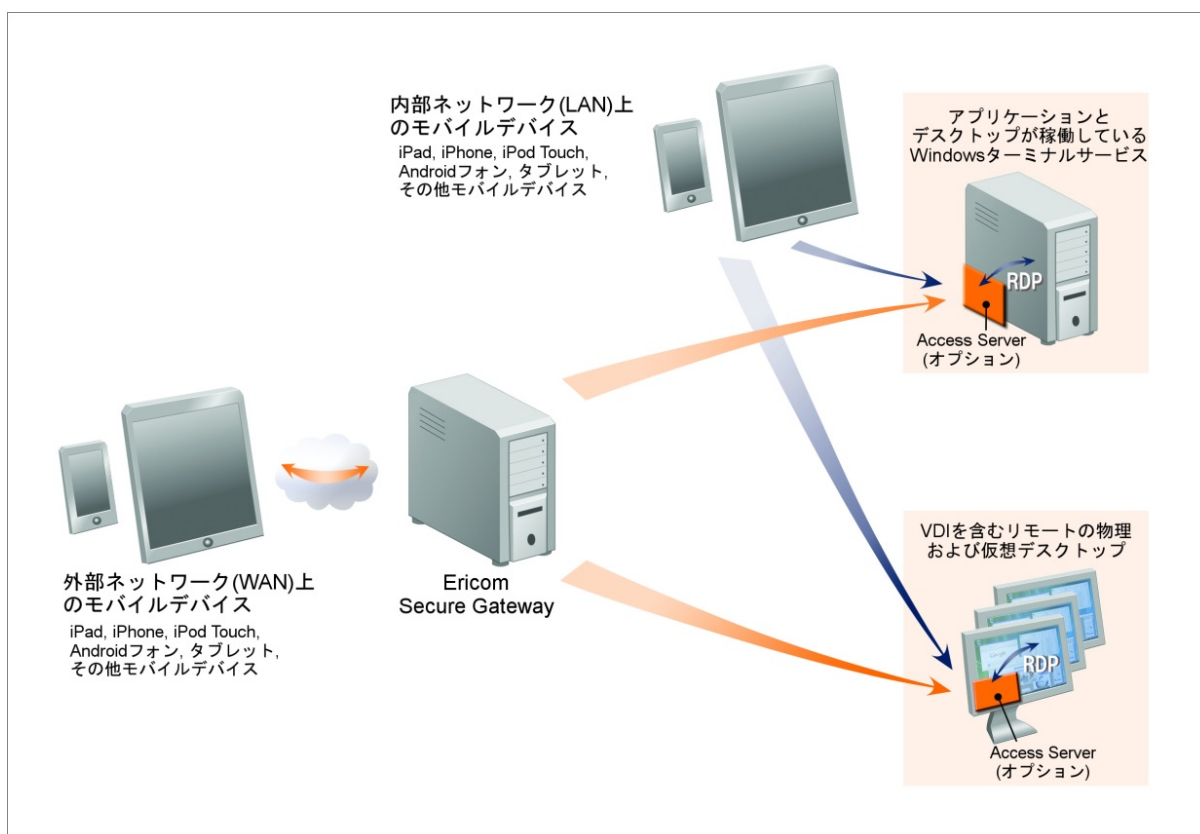 内部ネットワーク(LAN)上
のモバイルデバイス
iPad, iPhone, iPod Touch,
Androidフォン, タブレット,
その他モバイルデバイス
アプリケーションと
デスクトップが稼働している
Windowsターミナルサービス
RDP
Access Server
(オプション)
外部ネットワーク(WAN)上
のモバイルデバイス
iPad, iPhone, iPod Touch,
Androidフォン, タブレット,
その他モバイルデバイス
Ericom
Secure Gateway
VDIを含むリモートの物理
および仮想デスクトップ
RDP
Access Server
(オプション)